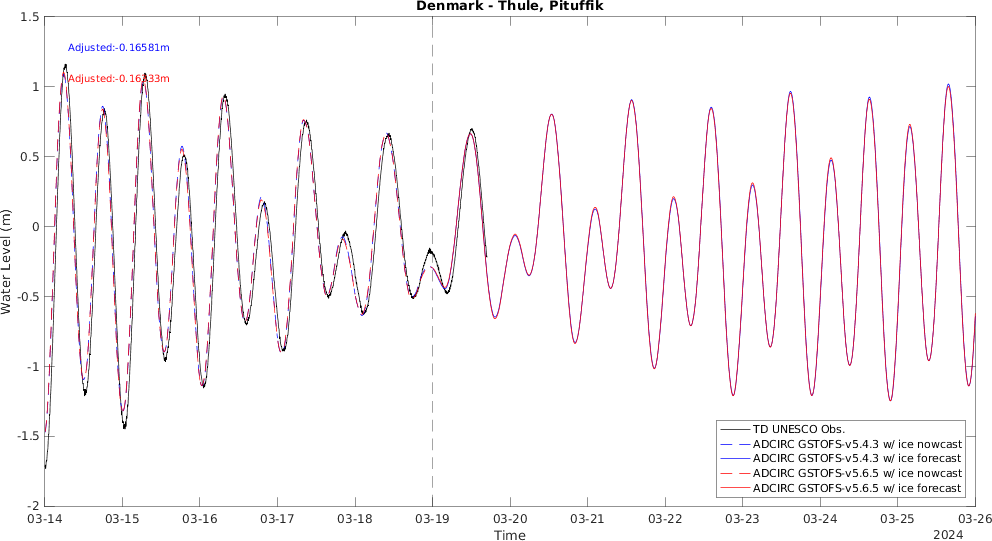 Denmark - Thule, Pituffik
1.5
1
0.5
0
-0.5
-1
-1.5
-2
Water Level (m)
Adjusted:-0.16581m
TD UNESCO Obs.
ADCIRC GSTOFS-v5.4.3 w/ ice nowcast
ADCIRC GSTOFS-v5.4.3 w/ ice forecast
ADCIRC GSTOFS-v5.6.5 w/ ice nowcast
ADCIRC GSTOFS-v5.6.5 w/ ice forecast
03-14 03-15 03-16 03-17 03-18 03-19 03-20 03-21 03-22 03-23 03-24 03-25 03-26
Time
2024